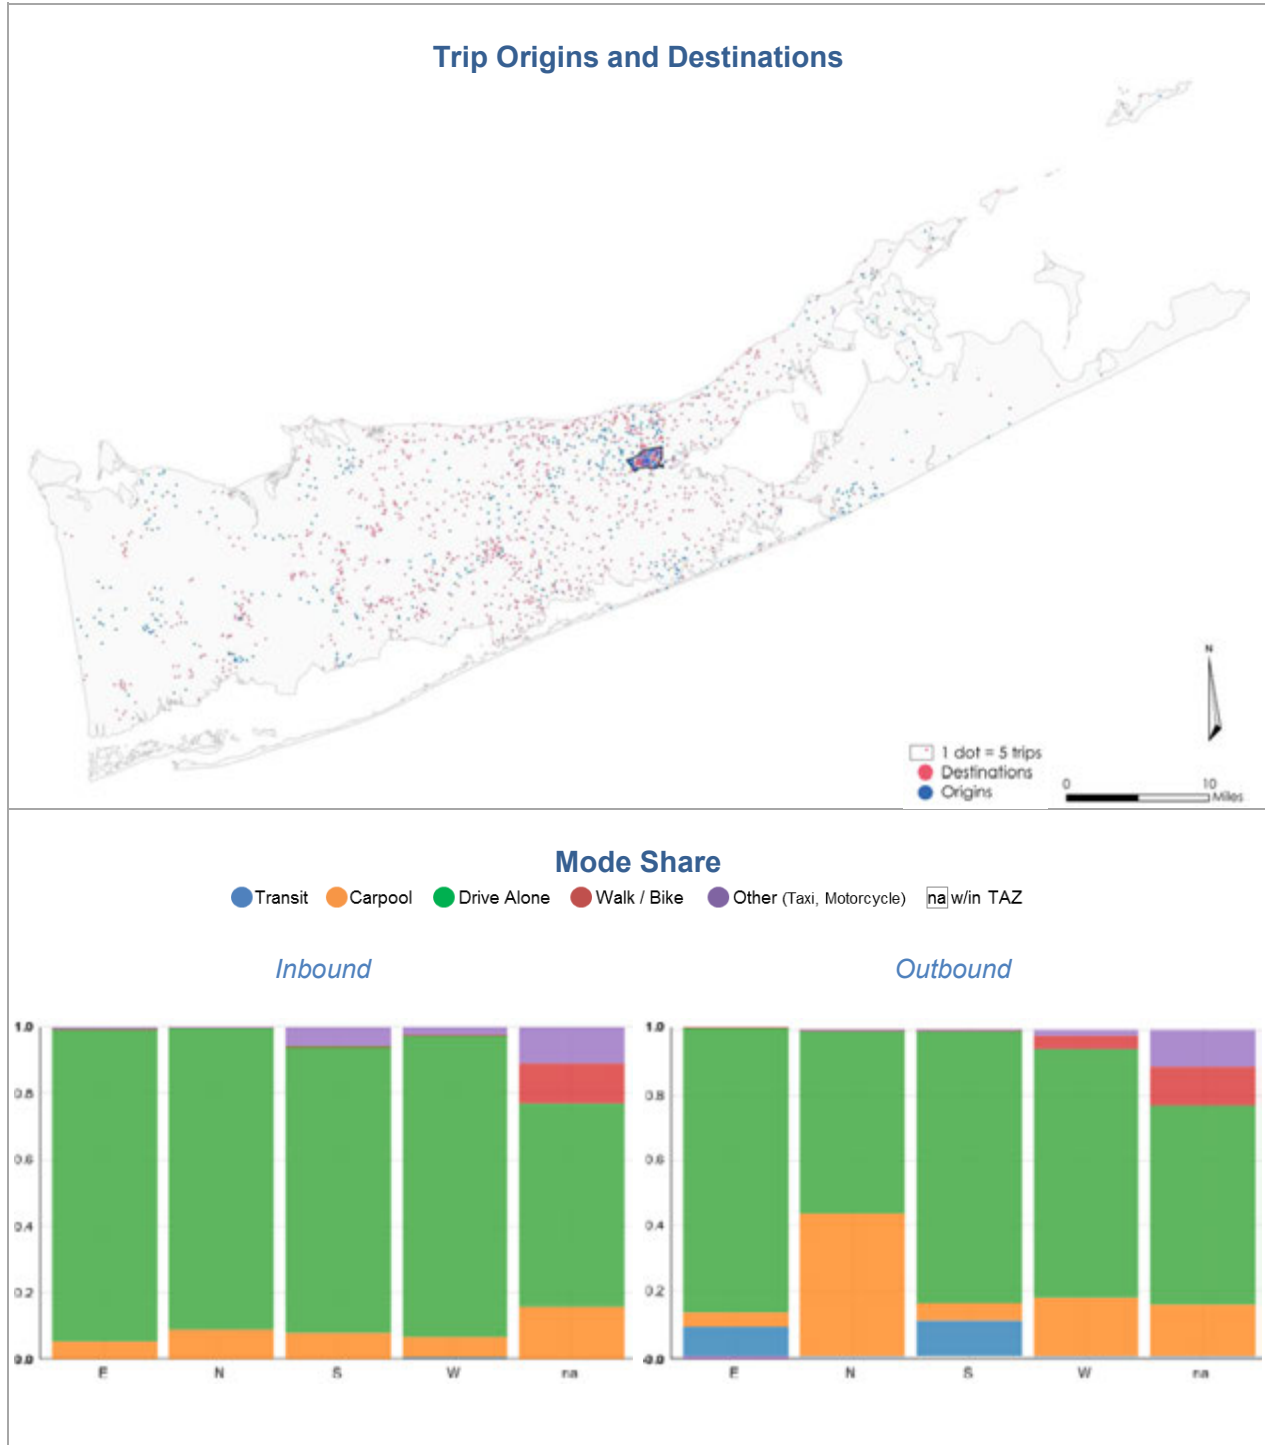 Trip Origins and Destinations
N
1 dot = 5 trips
Destinations
Origins
0 10
Miles
Mode Share
Transit Carpool Drive Alone Walk / Bike Other (Taxi, Motorcycle) na w/in TAZ
Inbound Outbound
1.0
0.8
0.6
0.4
0.2
0.0
E N S W na
1.0
0.8
0.6
0.4
0.2
-0.0
E N S W na